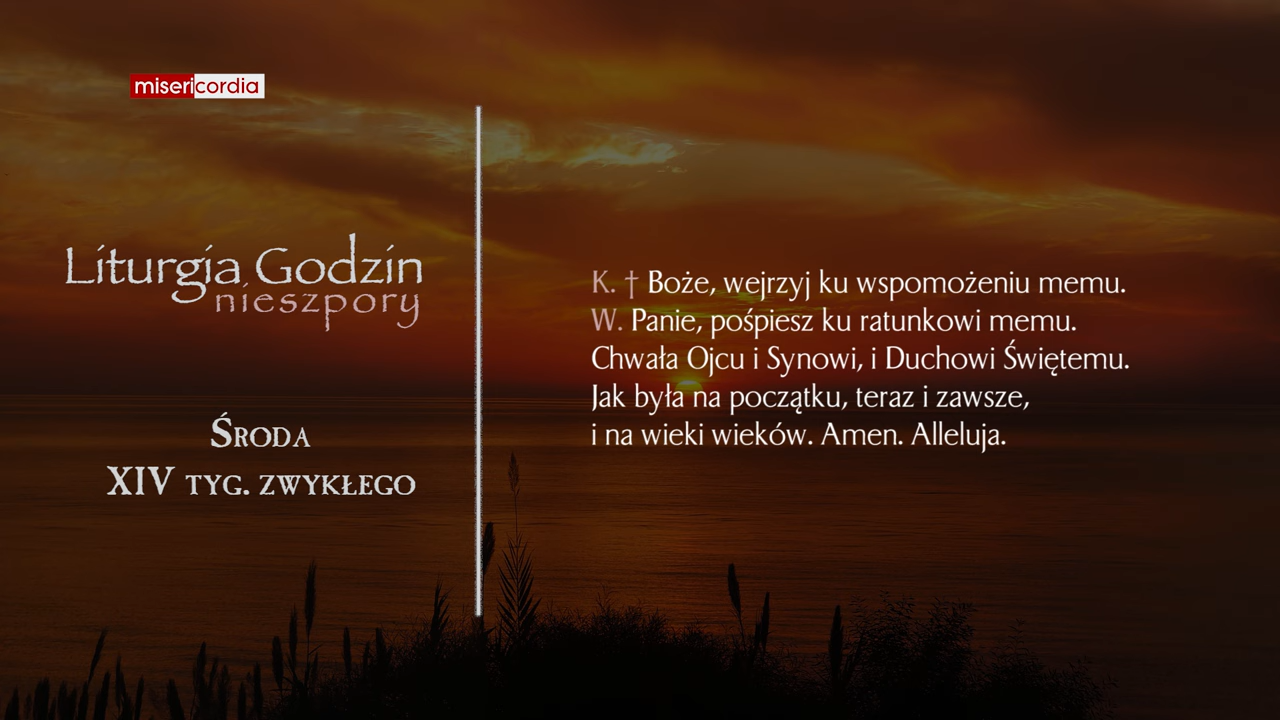 misericordia
Liturgia Godzin
nieszpory
Środa
XIV tyg. zwykłego
K. † Boże, wejrzyj ku wspomożeniu memu.
W. Panie, pośpiesz ku ratunkowi memu.
Chwała Ojcu i Synowi, i Duchowi Świętemu.
Jak była na początku, teraz i zawsze,
i na wieki wieków. Amen. Alleluja.